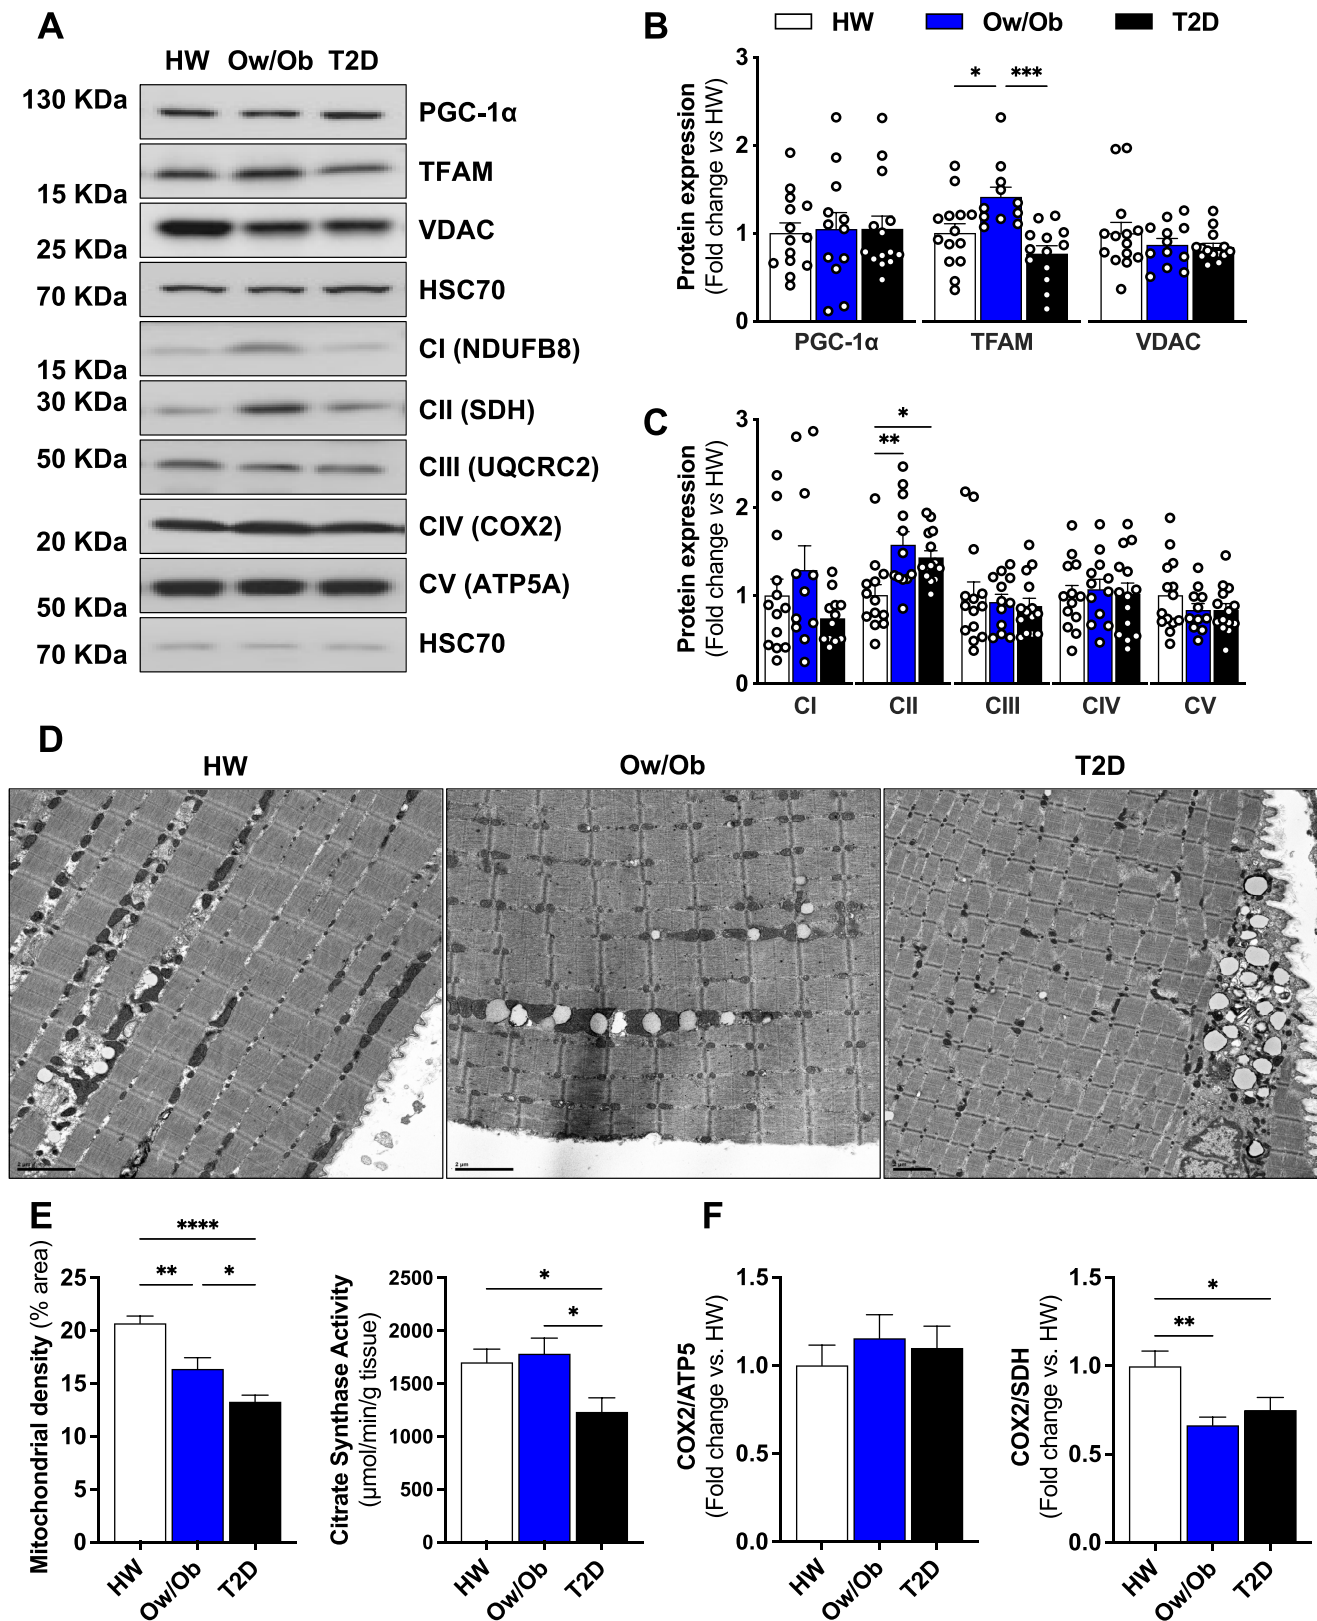 A
HW Ow/Ob T2D
130 KDa PGC-1α
TFAM
15 KDa
VDAC
25 KDa
HSC70
70 KDa
CI (NDUFB8)
15 KDa
30 KDa CII (SDH)
50 KDa CIII (UQCRC2)
CIV (COX2)
20 KDa
CV (ATP5A)
50 KDa
HSC70
70 KDa
B
HW Ow/Ob T2D
Protein expression
(Fold change vs HW)
3
2
1
0
* ***
PGC-1α TFAM VDAC
C
Protein expression
(Fold change vs HW)
3
2
1
0
*
**
CI CII CIII CIV CV
D
HW Ow/Ob T2D
2 µm
2 µm
E
Mitochondrial density (% area)
25
20
15
10
5
0
****
** *
HW Ow/Ob T2D
Citrate Synthase Activity
(µmol/min/g tissue)
2500
2000
1500
1000
500
0
*
*
HW Ow/Ob T2D
F
COX2/ATP5
(Fold change vs. HW)
1.5
1.0
0.5
0.0
HW Ow/Ob T2D
COX2/SDH
(Fold change vs. HW)
1.5
1.0
0.5
0.0
*
**
HW Ow/Ob T2D